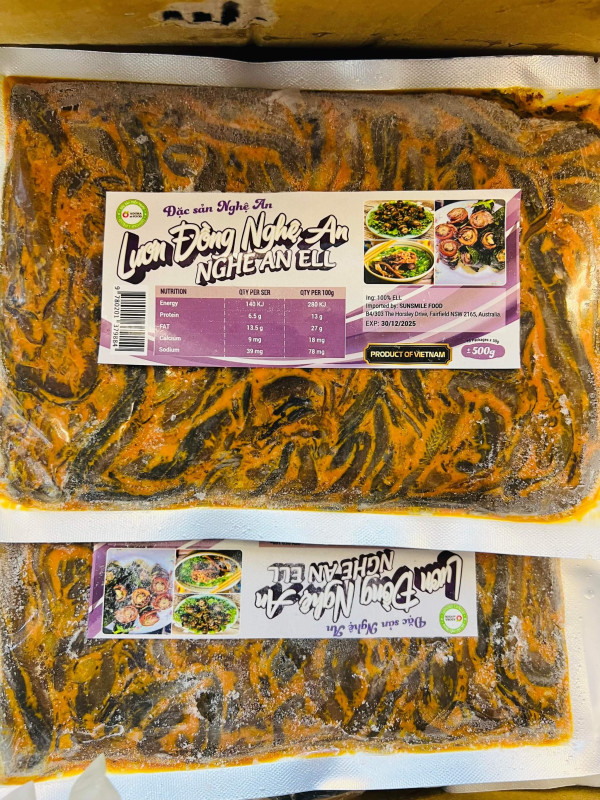 Đặc sản Nghệ An
Lươn Đồng Nghệ An
NGHE AN ELL
NUTRITION QTY PER SER QTY PER 100g
Energy 140 KJ 280 KJ
Protein 6.5 g 13 g
FAT 13.5 g 27 g
Calcium 9 mg 18 mg
Sodium 39 mg 78 mg
ing: 100% ELL
Imported by: SUNSMILE FOOD
84/303 The Horsley Drive, Fairfield NSW 2165, Australia
EXP: 30/12/2025
PRODUCT OF VIETNAM
± 500g
Lươn Đồng Nghệ An
NGHE AN ELL
Đặc sản Nghệ An